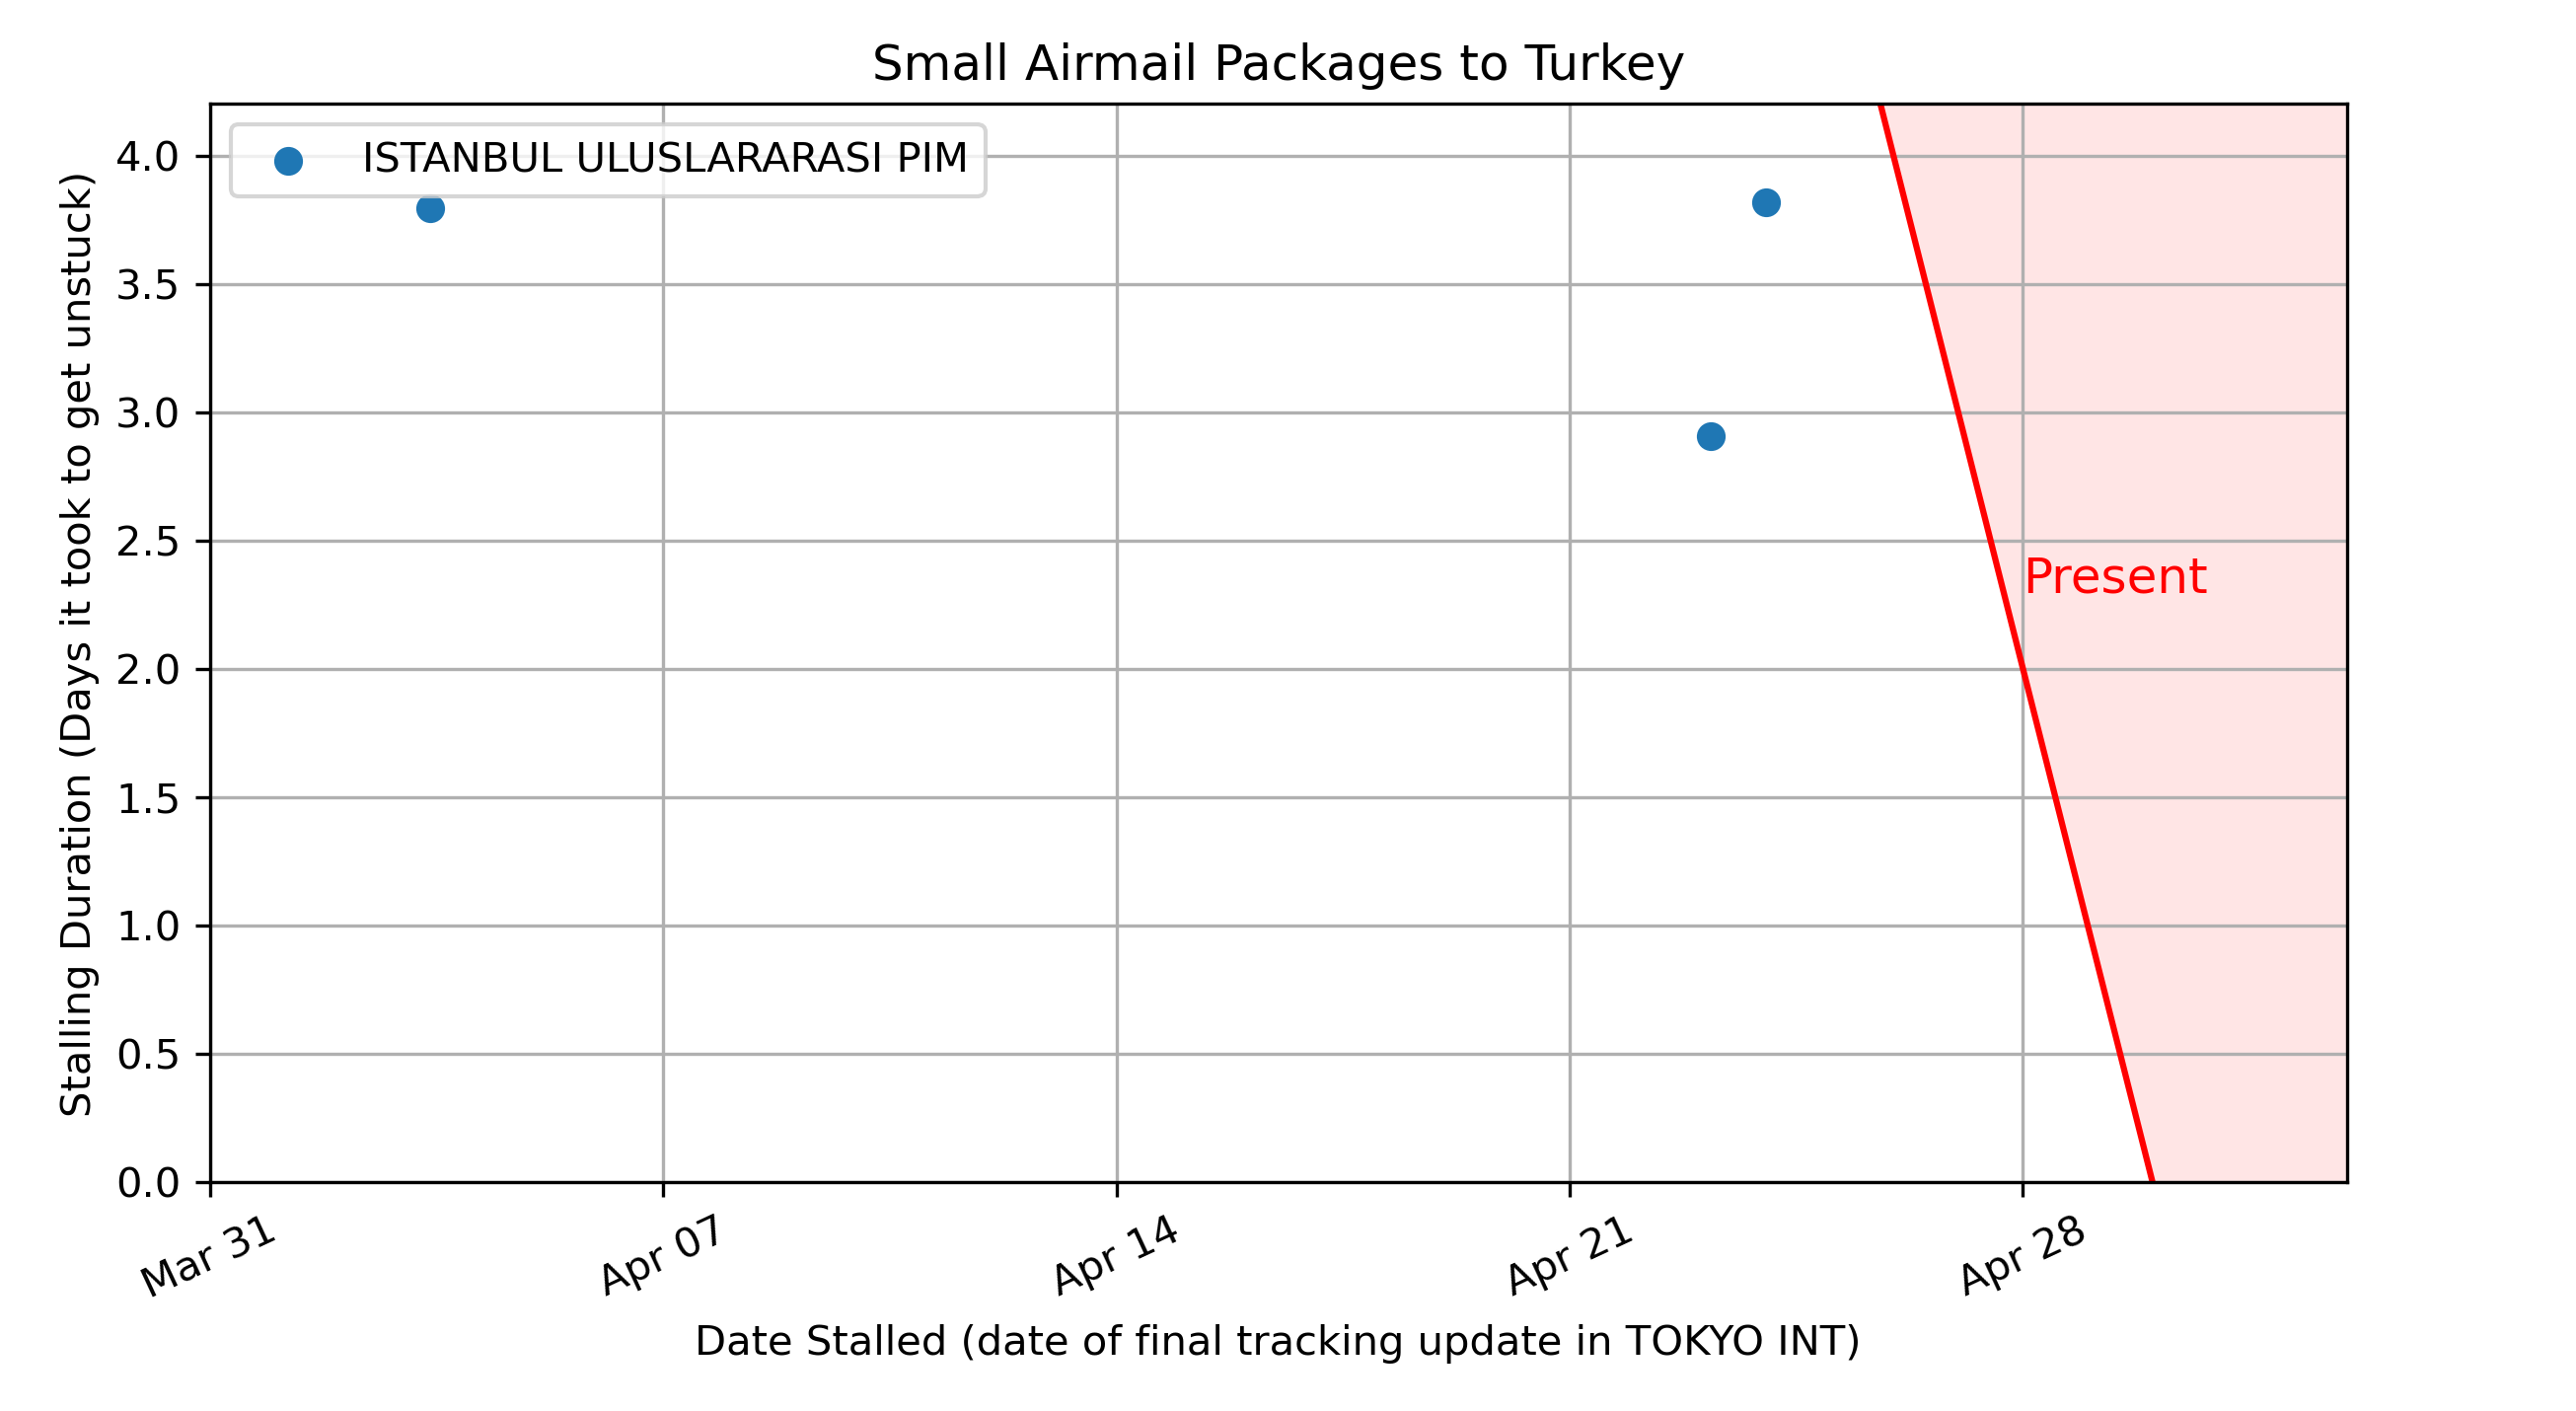 Small Airmail Packages to Turkey
ISTANBUL ULUSLARARASI PIM
Stalling Duration (Days it took to get unstuck)
4.0
3.5
3.0
2.5
2.0
1.5
1.0
0.5
0.0
Present
Mar 31
Apr 07
Apr 14
Apr 21
Apr 28
Date Stalled (date of final tracking update in TOKYO INT)